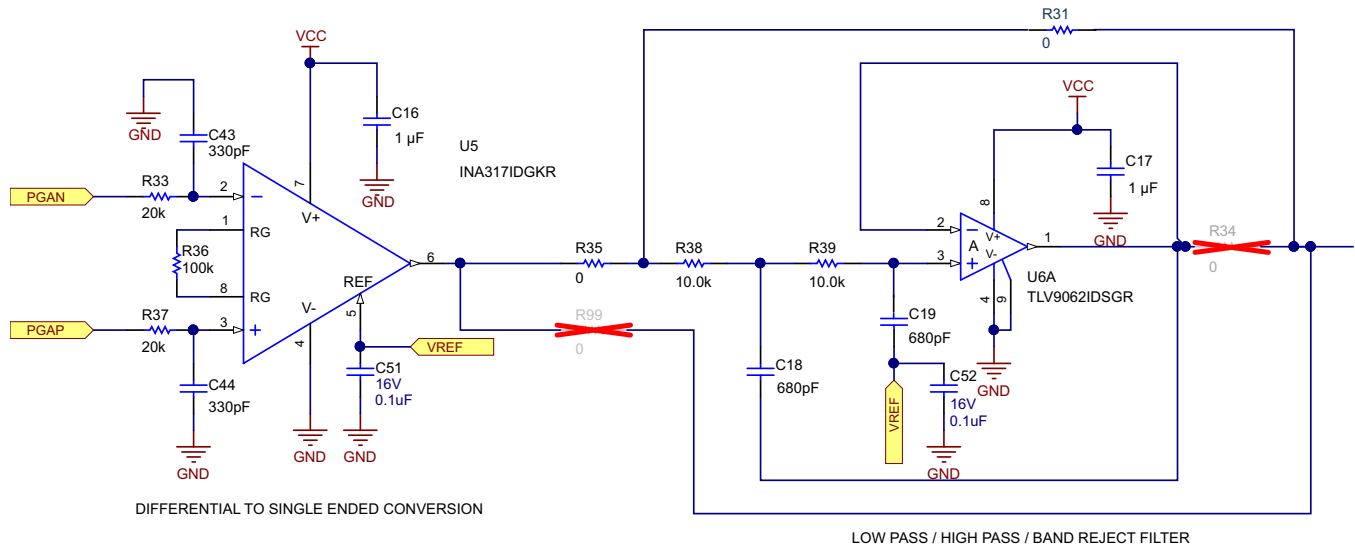 R31
0
VCC
VCC
GND
C43
330pF
C16
1 µF
GND
U5
INA317IDGKR
C17
1 µF
GND
PGAN
R33
20k
2
7
V+
1
RG
R36
100k
8
RG
REF
6
V-
PGAP
R37
20k
3
4
5
VREF
C44
330pF
GND
C51
16V
0.1uF
GND
GND
R35
0
R99
0
R38
10.0k
R39
10.0k
2
8
V+
A
V-
3
1
4
9
U6A
TLV9062IDSGR
GND
R34
0
C19
680pF
C18
680pF
VREF
C52
16V
0.1uF
GND
DIFFERENTIAL TO SINGLE ENDED CONVERSION
LOW PASS / HIGH PASS / BAND REJECT FILTER